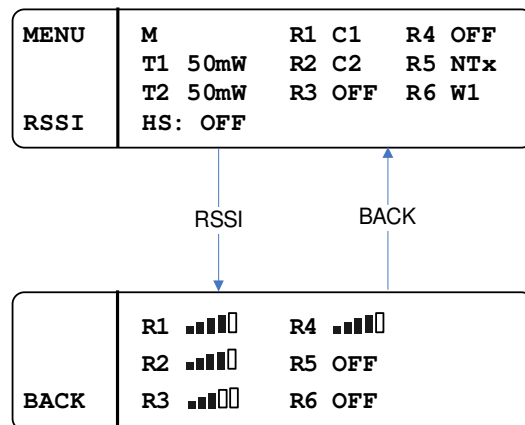 MENU M R1 C1 R4 OFF
T1 50mW R2 C2 R5 NTx
T2 50mW R3 OFF R6 W1
RSSI HS: OFF
RSSI BACK
R1 R4
R2 R5 OFF
BACK R3 R6 OFF